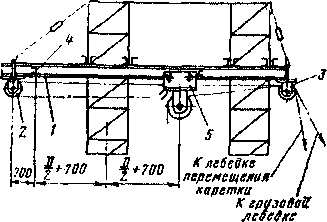 4
3
2
1
5
700
П/2+700
П/2+700
К лебедке
перемещения
каретки
К грузовой
лебедке